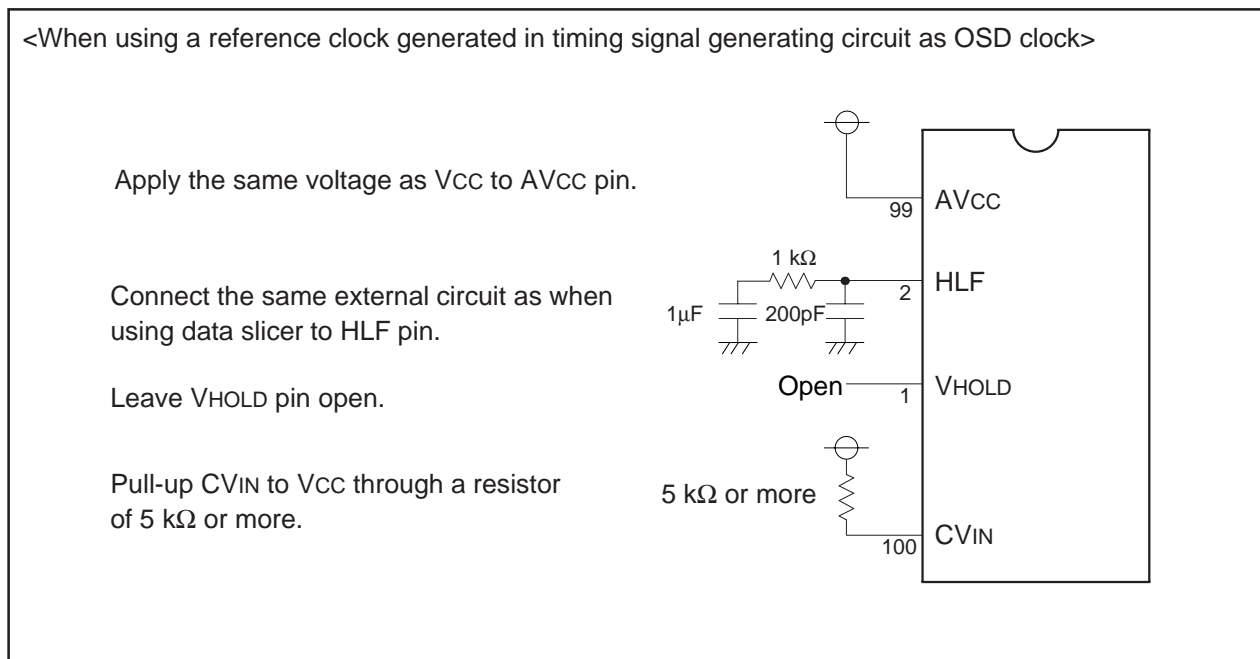 <When using a reference clock generated in timing signal generating circuit as OSD clock>
Apply the same voltage as VCC to AVCC pin.
99
AVCC
Connect the same external circuit as when
using data slicer to HLF pin.
1 kΩ
1μF
200pF
2
HLF
Leave VHOLD pin open.
Open
1
VHOLD
Pull-up CVIN to VCC through a resistor
of 5 kΩ or more.
5 kΩ or more
100
CVIN